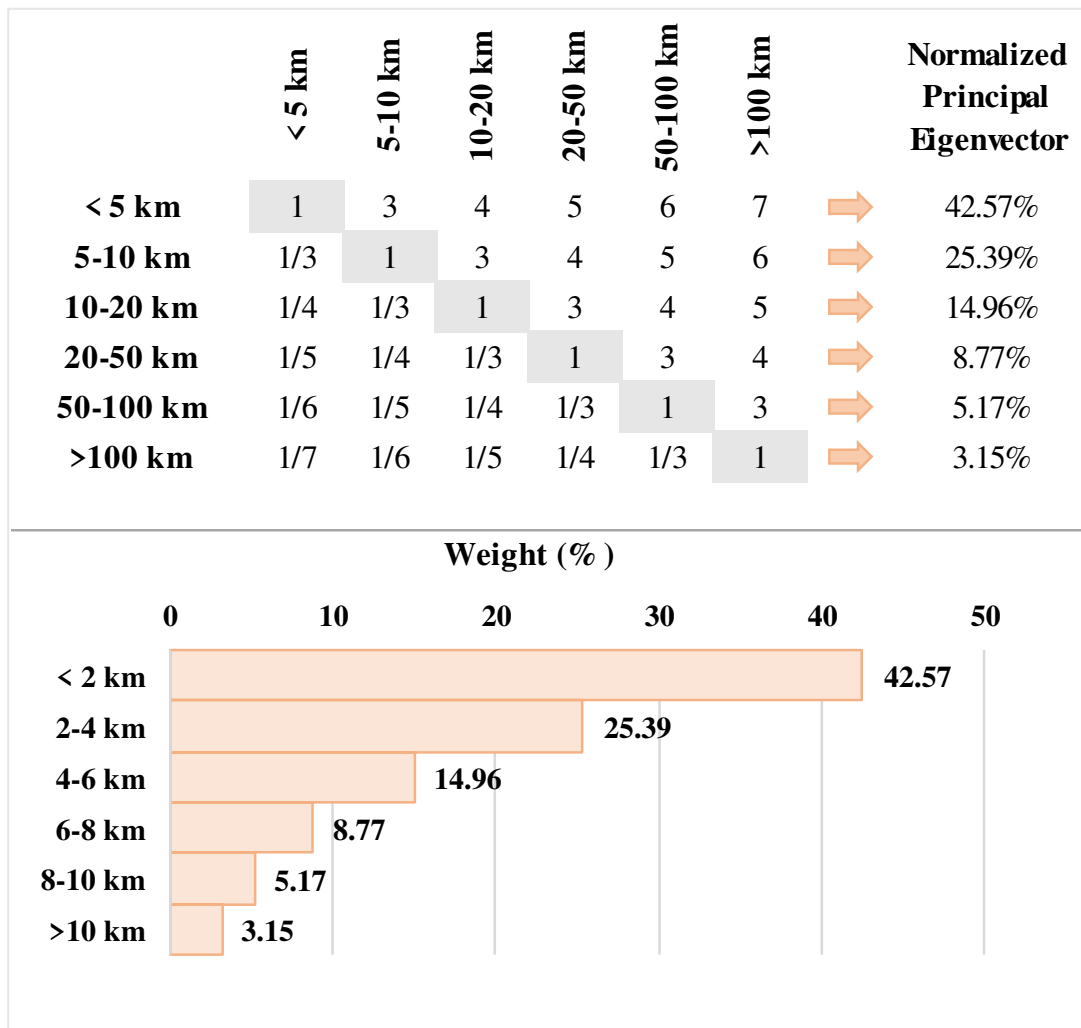 < 5 km 5-10 km 10-20 km 20-50 km 50-100 km >100 km Normalized Principal Eigenvector
< 5 km 1 3 4 5 6 7 42.57%
5-10 km 1/3 1 3 4 5 6 25.39%
10-20 km 1/4 1/3 1 3 4 5 14.96%
20-50 km 1/5 1/4 1/3 1 3 4 8.77%
50-100 km 1/6 1/5 1/4 1/3 1 3 5.17%
>100 km 1/7 1/6 1/5 1/4 1/3 1 3.15%
Weight (% )
0 10 20 30 40 50
< 2 km 42.57
2-4 km 25.39
4-6 km 14.96
6-8 km 8.77
8-10 km 5.17
>10 km 3.15